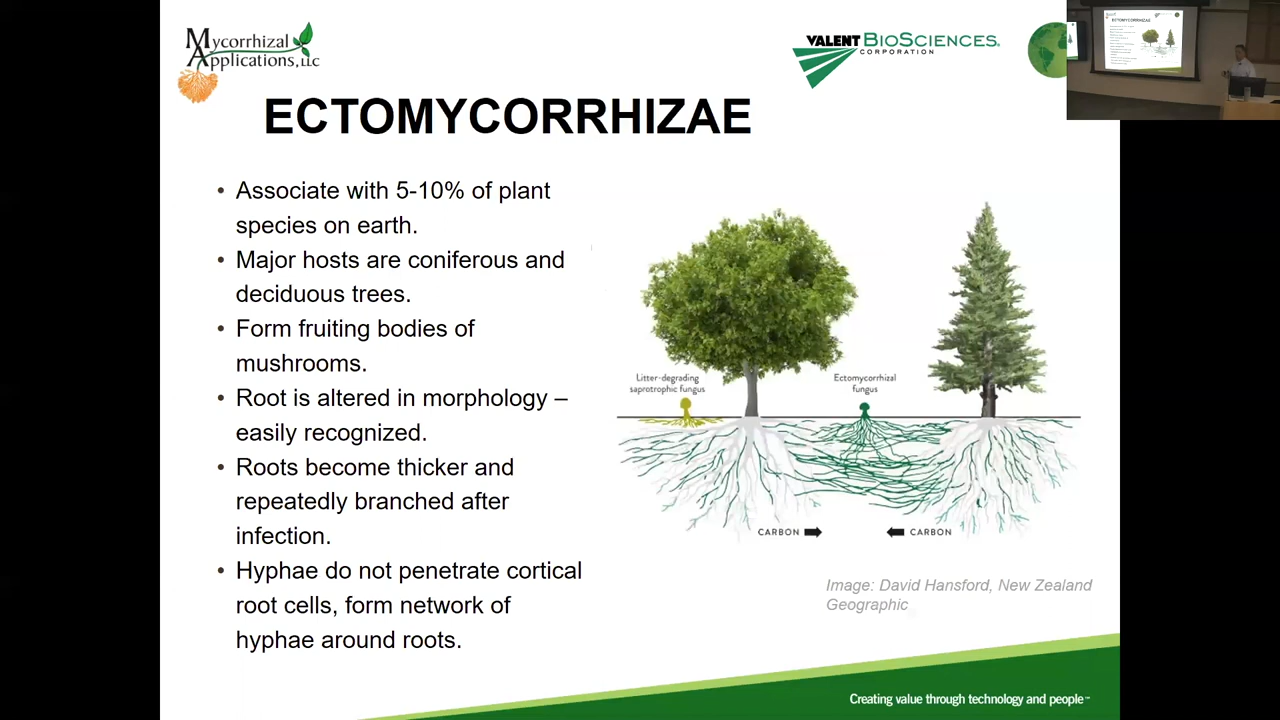 Mycorrhizal
Applications, LLC
VALENT BIOSCIENCES®
CORPORATION
ECTOMYCORRHIZAE
• Associate with 5-10% of plant
species on earth.
• Major hosts are coniferous and
deciduous trees.
• Form fruiting bodies of
mushrooms.
• Root is altered in morphology –
easily recognized.
• Roots become thicker and
repeatedly branched after
infection.
• Hyphae do not penetrate cortical
root cells, form network of
hyphae around roots.
Litter-degrading
saprotrophic fungus
Ectomycorrhizal
fungus
CARBON
CARBON
Image: David Hansford, New Zealand
Geographic
Creating value through technology and people™
ECTOMYCORRHIZAE